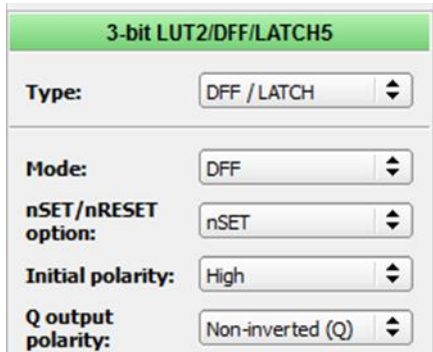 3-bit LUT2/DFF/LATCH5
Type: DFF / LATCH
Mode: DFF
nSET/nRESET
option: nSET
Initial polarity: High
Q output
polarity: Non-inverted (Q)